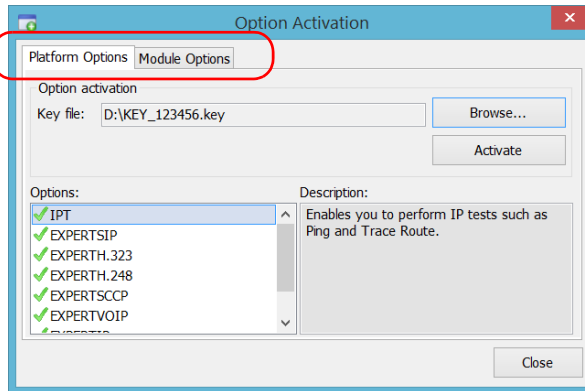 Option Activation
Platform Options Module Options
Option activation
Key file: D:\KEY_123456.key Browse...
Activate
Options: Description:
IPT
EXPERTSIP
EXPERTH.323
EXPERTH.248
EXPERTSCCP
EXPERTVOIP
Enables you to perform IP tests such as
Ping and Trace Route.
Close